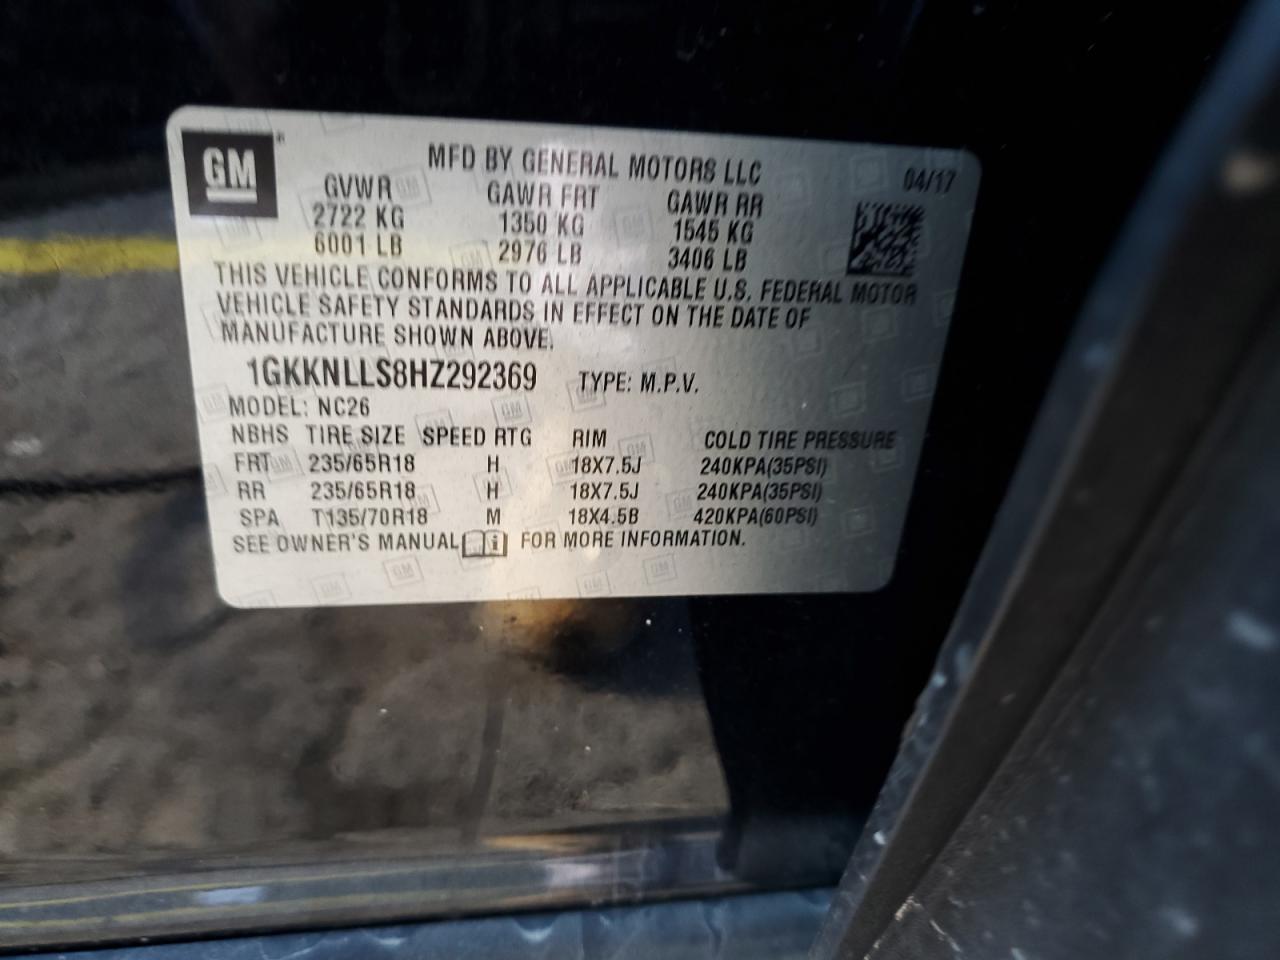 GM
MFD BY GENERAL MOTORS LLC 04/17
GVWR GAWR FRT GAWR RR
2722 KG 1350 KG 1545 KG
6001 LB 2976 LB 3406 LB
THIS VEHICLE CONFORMS TO ALL APPLICABLE U.S. FEDERAL MOTOR
VEHICLE SAFETY STANDARDS IN EFFECT ON THE DATE OF
MANUFACTURE SHOWN ABOVE.
1GKKNLLS8HZ292369 TYPE: M.P.V.
MODEL: NC26
NBHS TIRE SIZE SPEED RTG RIM COLD TIRE PRESSURE
FRT 235/65R18 H 18X7.5J 240KPA(35PSI)
RR 235/65R18 H 18X7.5J 240KPA(35PSI)
SPA T135/70R18 M 18X4.5B 420KPA(60PSI)
SEE OWNER'S MANUAL FOR MORE INFORMATION.